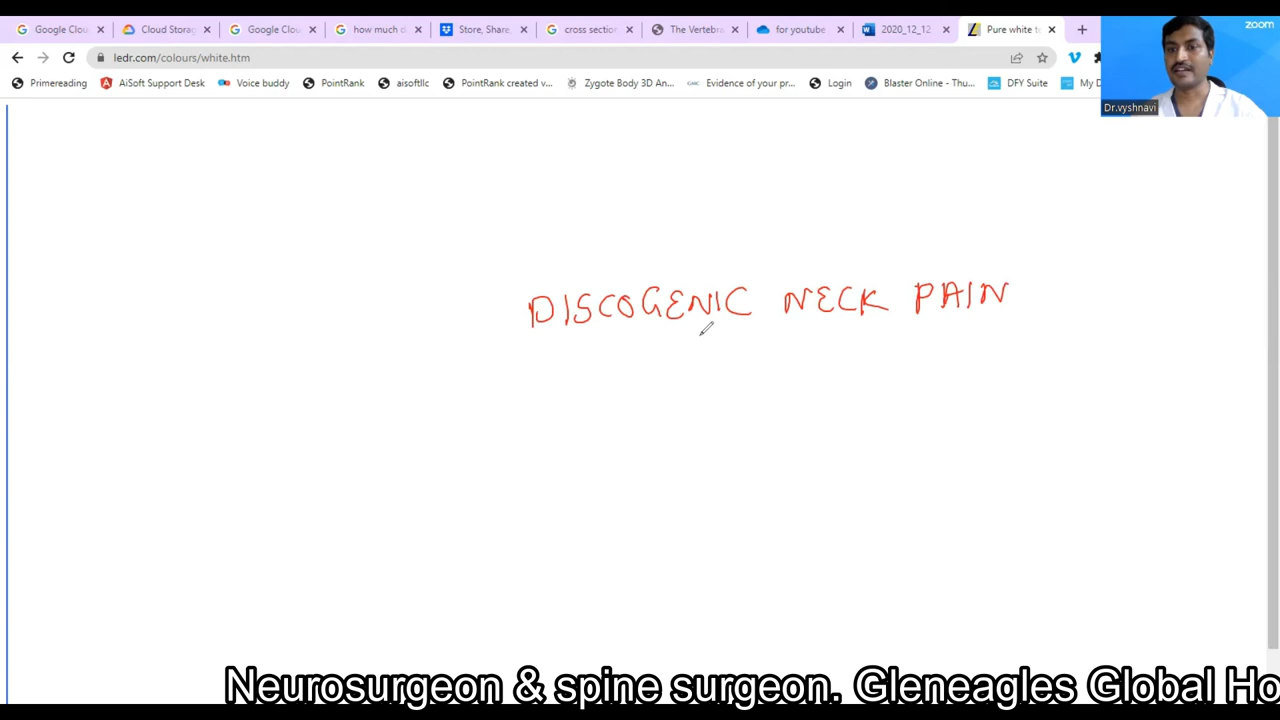 Google Clou
Cloud Storag
Google Clou
how much d
Store, Share,
cross section
The Vertebra
for youtube
2020_12_12
Pure white te
zoom
ledr.com/colours/white.htm
Primereading
AiSoft Support Desk
Voice buddy
PointRank
aisoftllc
PointRank created v...
Zygote Body 3D An...
Evidence of your pr...
Login
Blaster Online - Thu...
DFY Suite
My D
Dr.vyshnavi
DISCOGENIC NECK PAIN
Neurosurgeon & spine surgeon. Gleneagles Global Ho